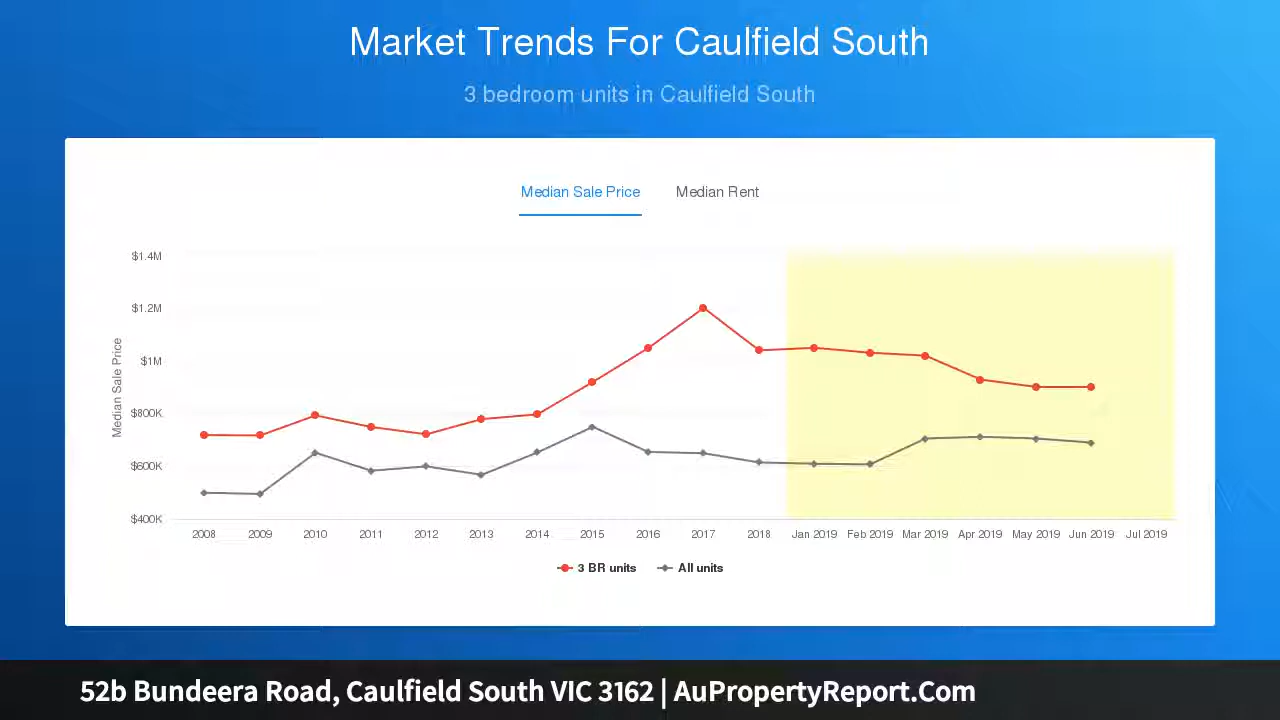 Market Trends For Caulfield South
3 bedroom units in Caulfield South
Median Sale Price Median Rent
$1.4M
$1.2M
$1M
$800K
$600K
$400K
Median Sale Price
2008 2009 2010 2011 2012 2013 2014 2015 2016 2017 2018 Jan 2019 Feb 2019 Mar 2019 Apr 2019 May 2019 Jun 2019 Jul 2019
3 BR units All units
52b Bundeera Road, Caulfield South VIC 3162 | AuPropertyReport.Com